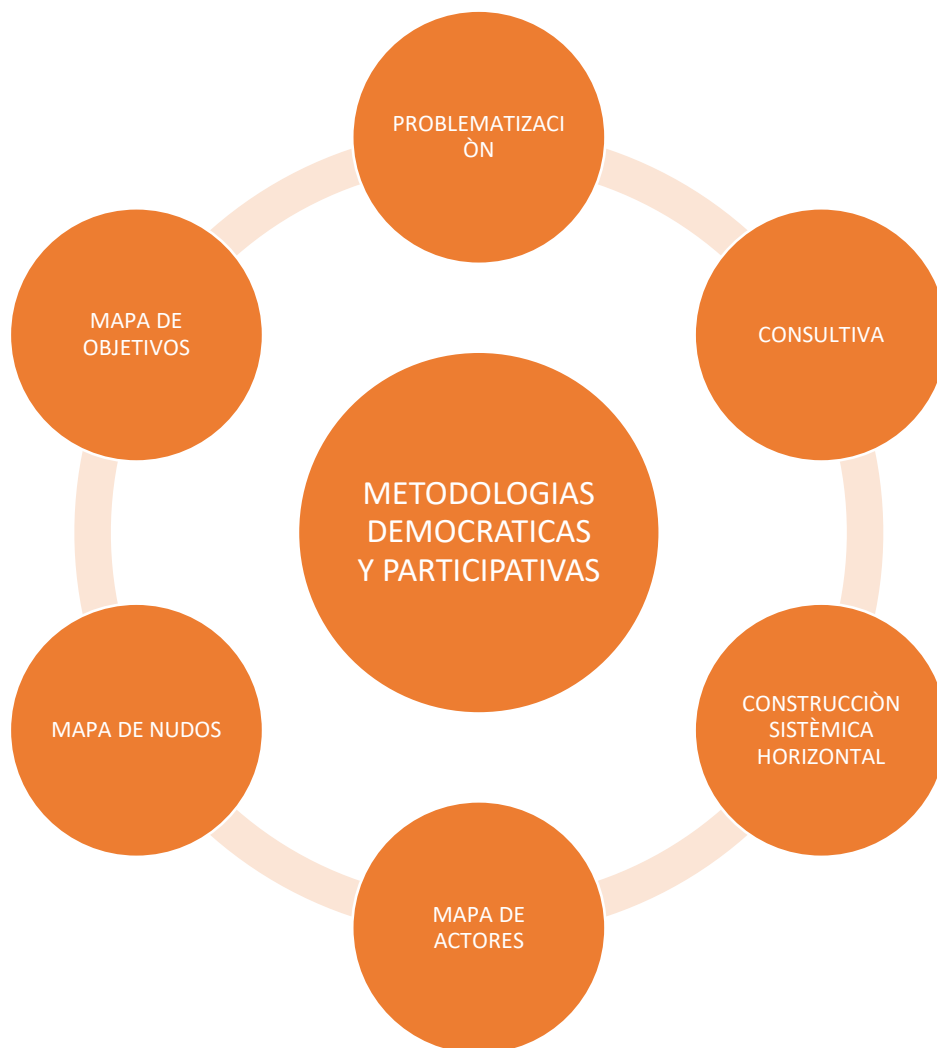 PROBLEMATIZACI
ÒN
CONSULTIVA
CONSTRUCCIÒN
SISTÈMICA
HORIZONTAL
MAPA DE
ACTORES
MAPA DE NUDOS
MAPA DE
OBJETIVOS
METODOLOGIAS
DEMOCRATICAS
Y PARTICIPATIVAS